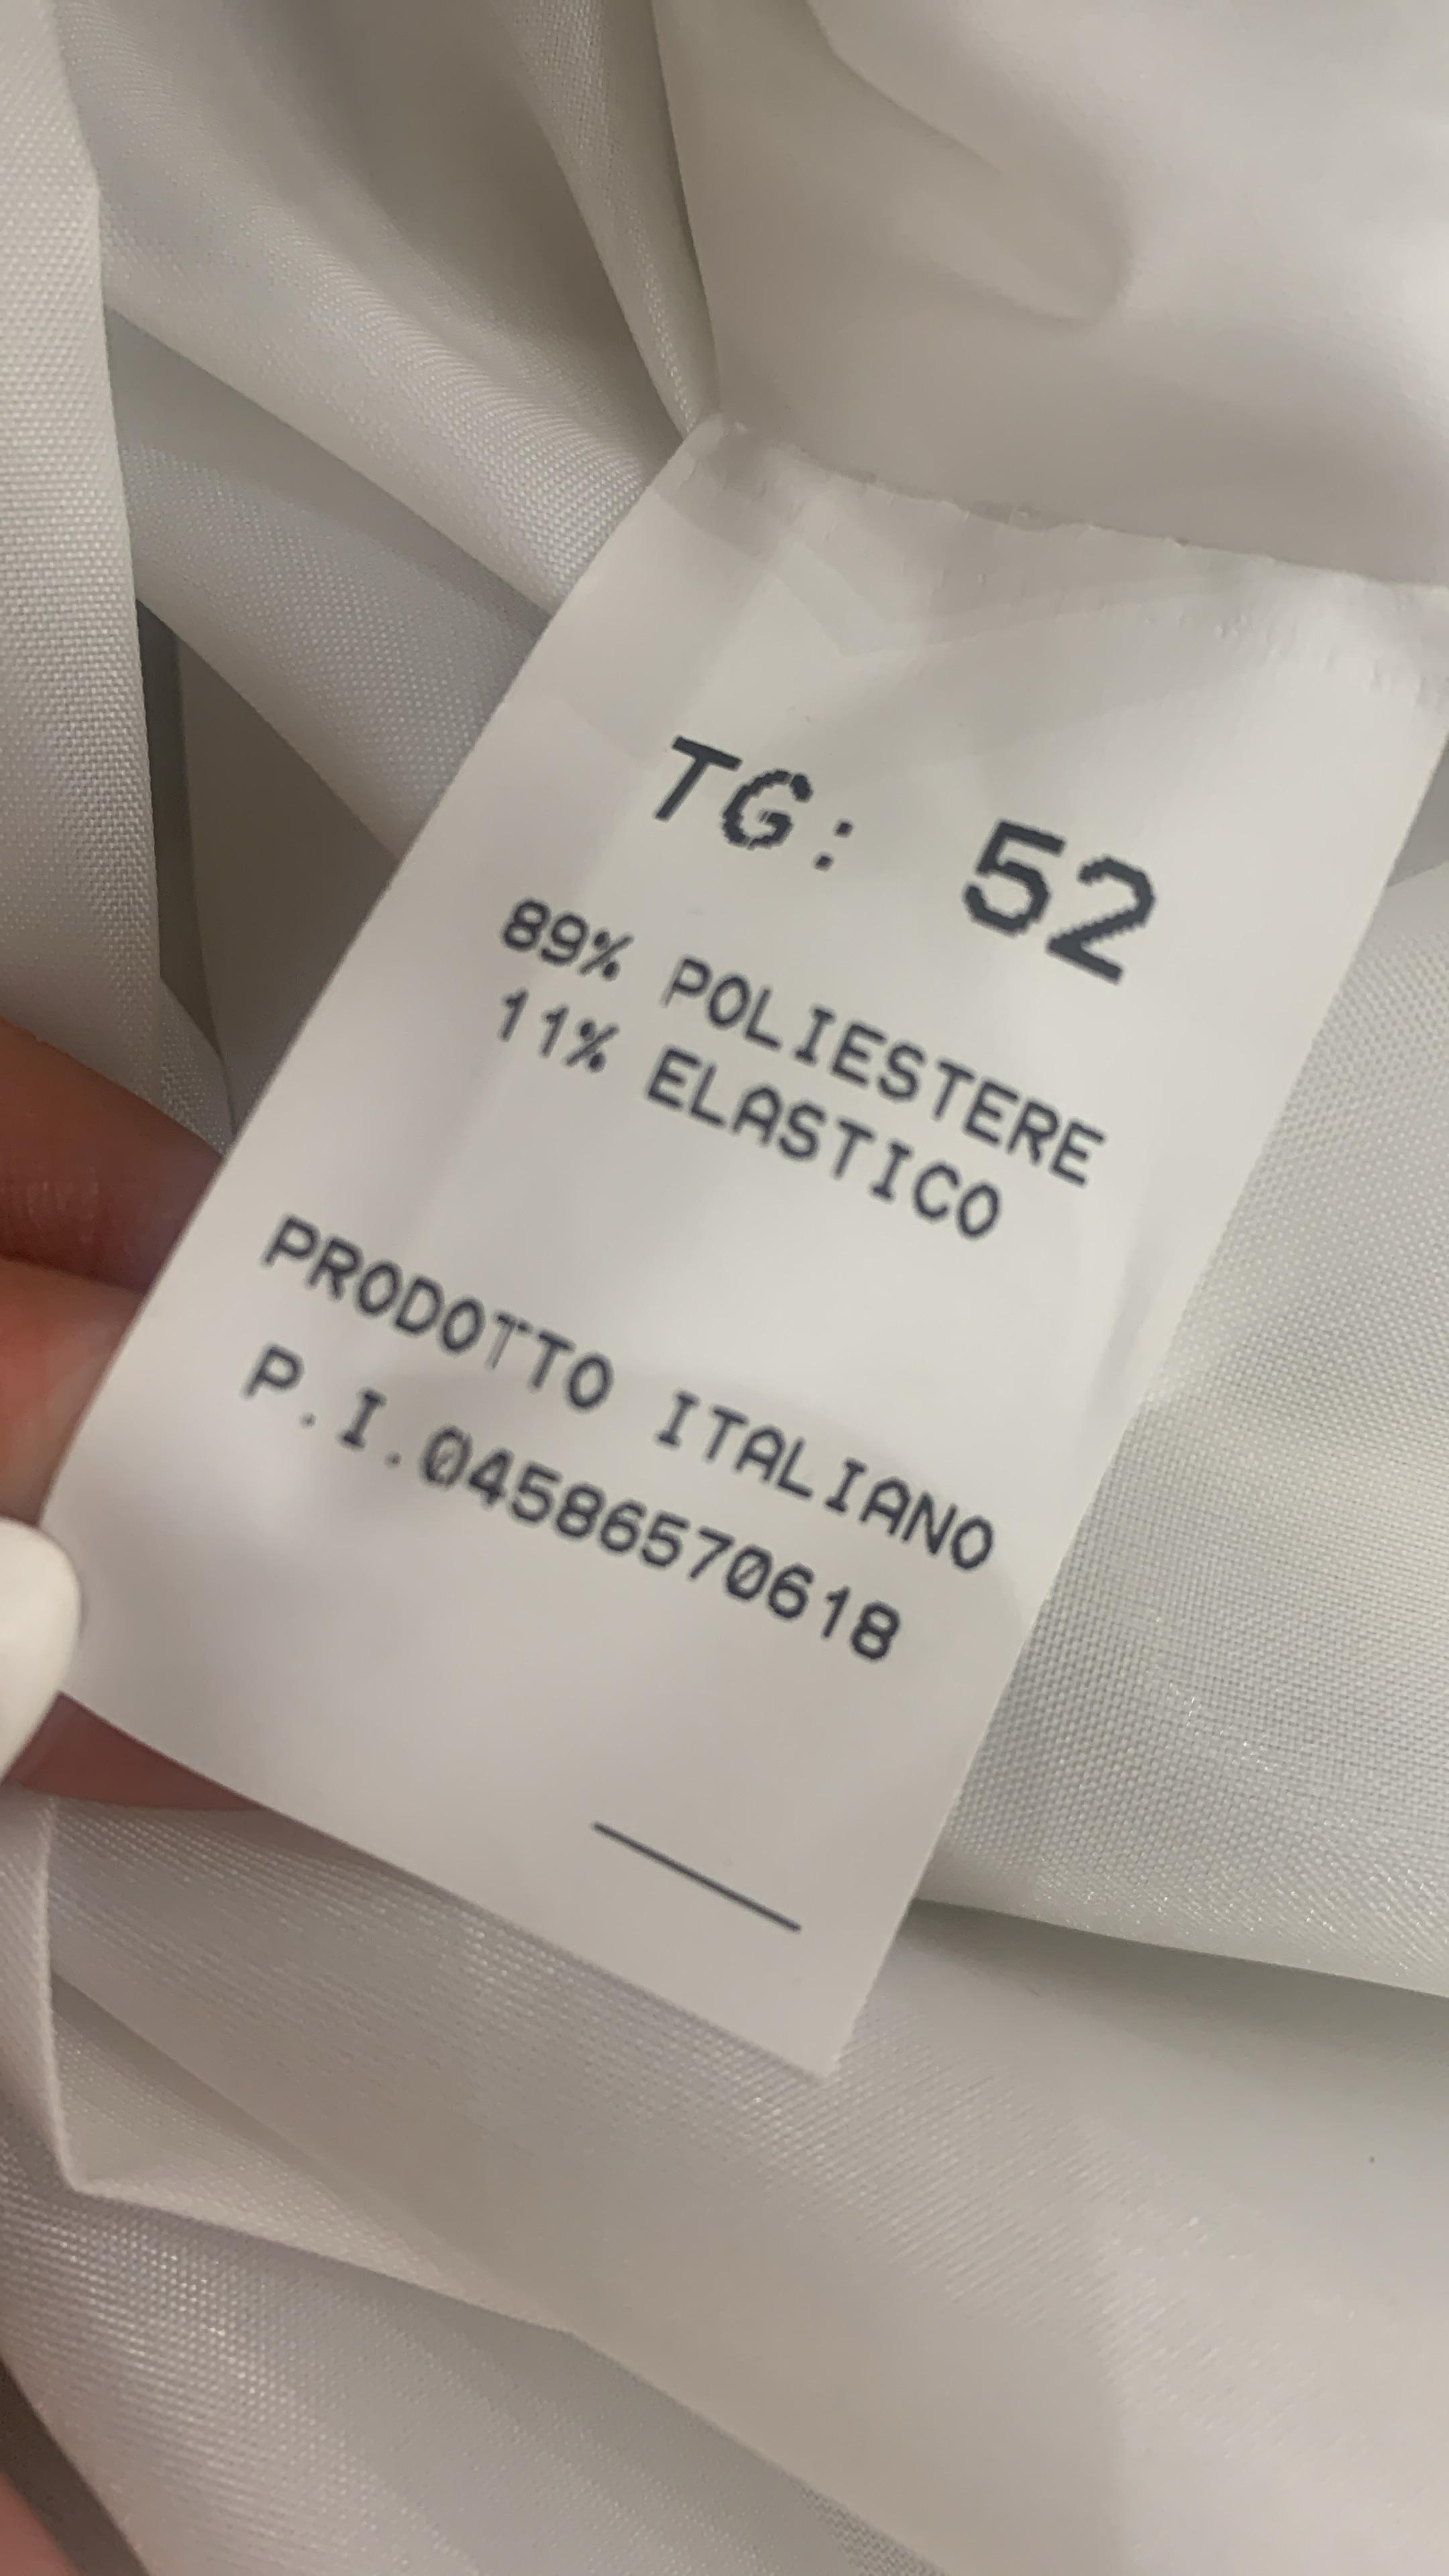 TG: 52
89% POLIESTERE
11% ELASTICO
PRODOTTO ITALIANO
P.I.04586570618